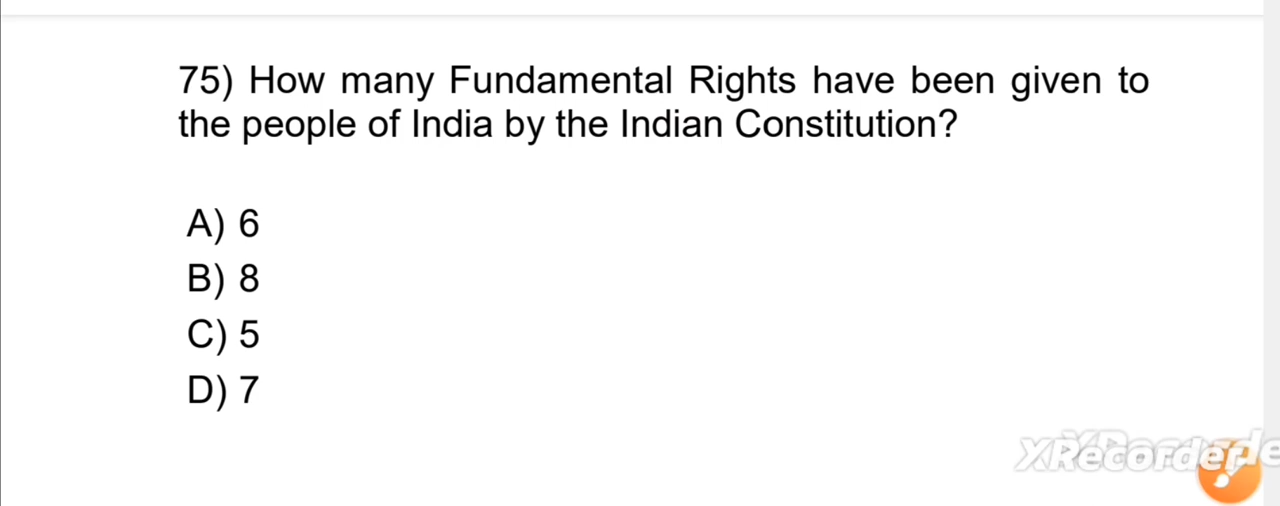 75) How many Fundamental Rights have been given to
the people of India by the Indian Constitution?
A) 6
B) 8
C) 5
D) 7
XRecorder